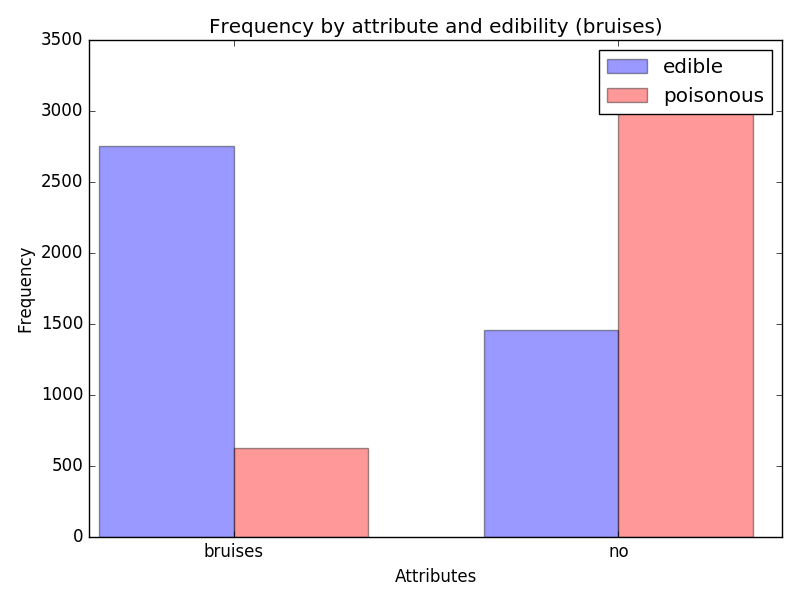 Frequency by attribute and edibility (bruises)
3500
3000
2500
2000
1500
1000
500
0
Frequency
edible
poisonous
bruises
no
Attributes